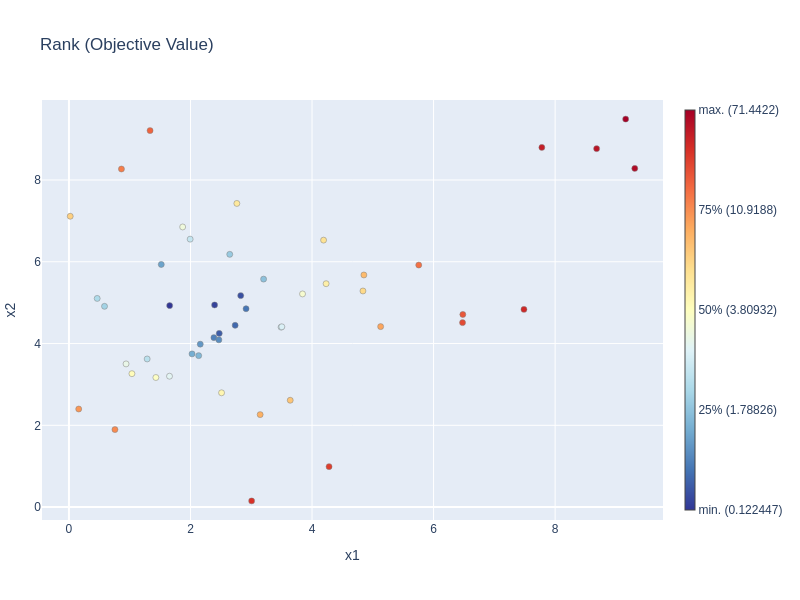 Rank (Objective Value)
max. (71.4422)
75% (10.9188)
50% (3.80932)
25% (1.78826)
min. (0.122447)
x2
8
6
4
2
0
0 2 4 6 8
x1